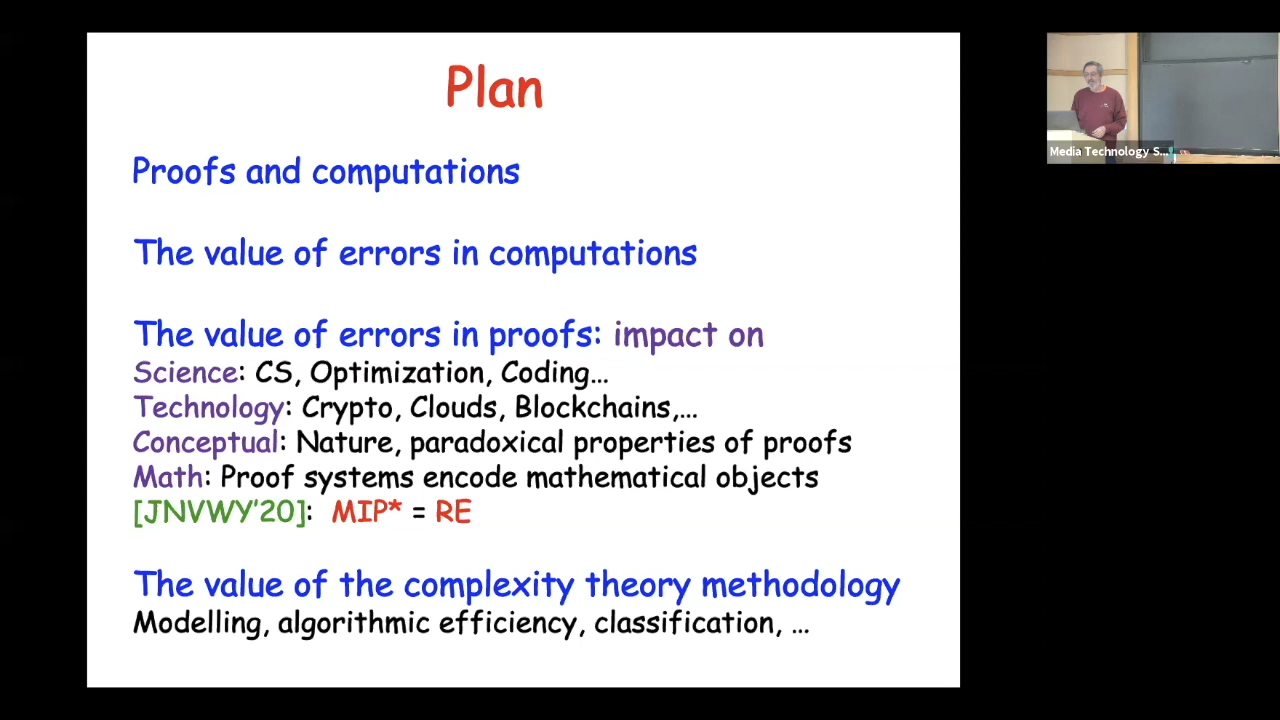 Plan
Proofs and computations
The value of errors in computations
The value of errors in proofs: impact on
Science: CS, Optimization, Coding…
Technology: Crypto, Clouds, Blockchains,…
Conceptual: Nature, paradoxical properties of proofs
Math: Proof systems encode mathematical objects
[JNVWY'20]: MIP* = RE
The value of the complexity theory methodology
Modelling, algorithmic efficiency, classification, …
Media Technology S...